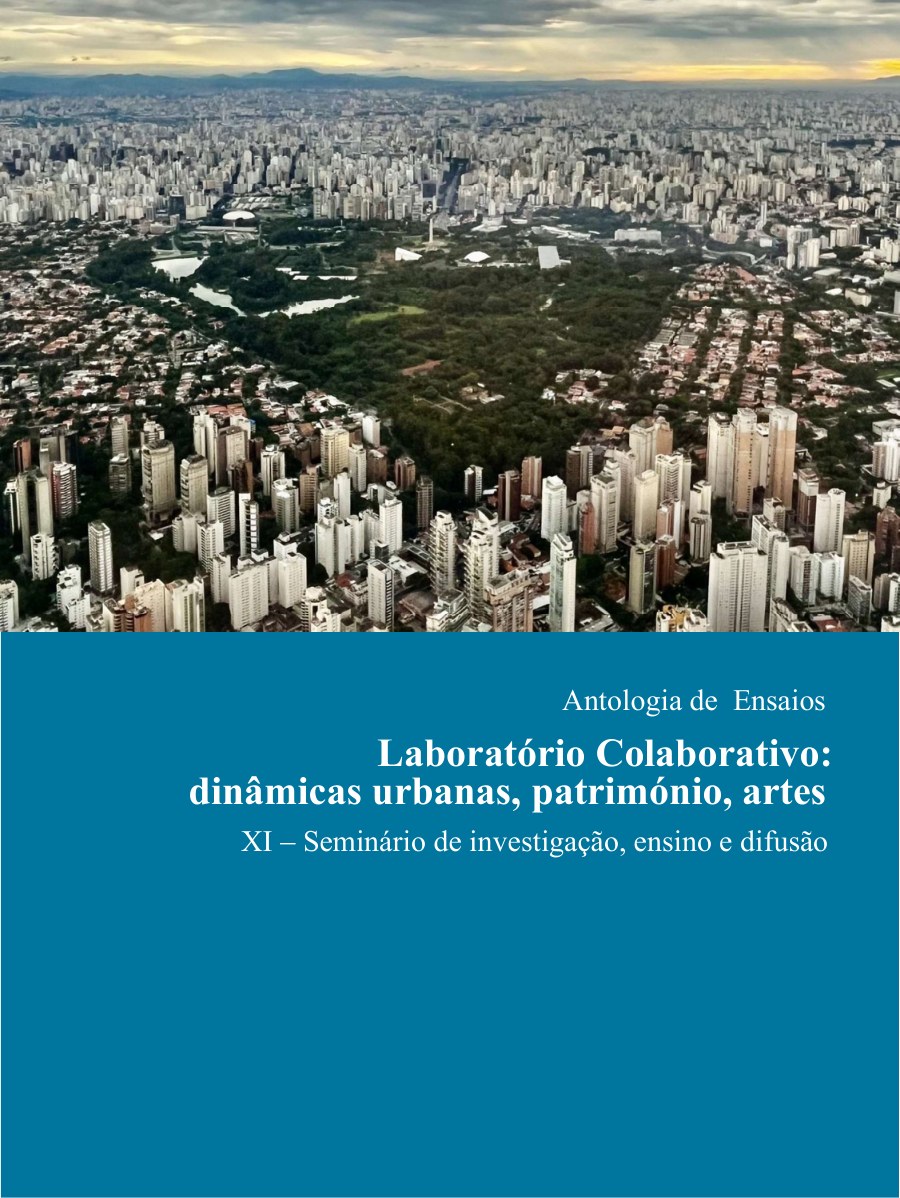 Antologia de  Ensaios
Laboratório Colaborativo:
dinâmicas urbanas, património, artes
XI – Seminário de investigação, ensino e difusão